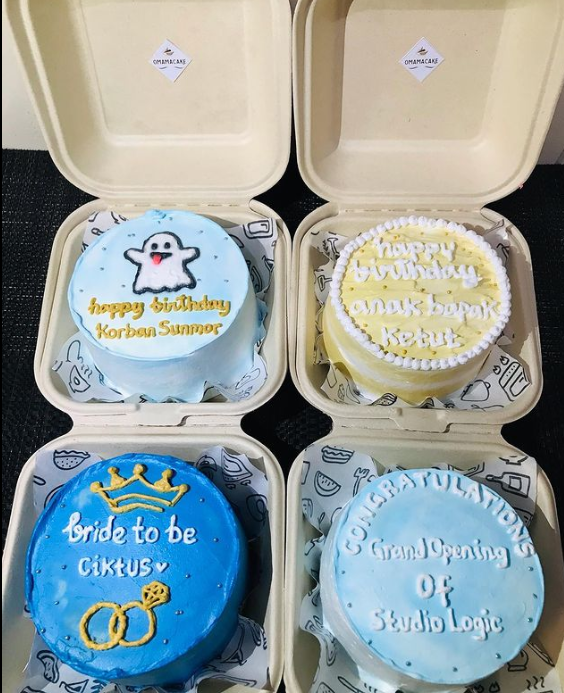 OMAMACAKE
OMAMACAKE
happy birthday
Korban Sunmor
happy
birthday
anak bapak
Ketut
bride to be
Ciktus
CONGRATULATIONS
Grand Opening
Of
Studio Logic